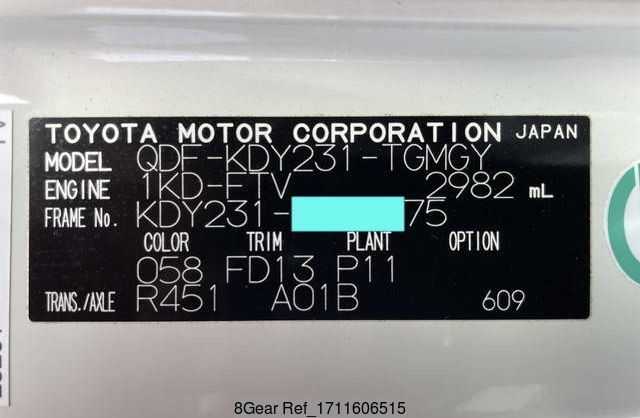 TOYOTA MOTOR CORPORATION JAPAN
MODEL QDF-KDY231-TGMGY
ENGINE 1KD-FTV 2982 mL
FRAME No. KDY231- 75
COLOR TRIM PLANT OPTION
058 FD13 P11
TRANS./AXLE R451 A01B 609
8Gear Ref_1711606515